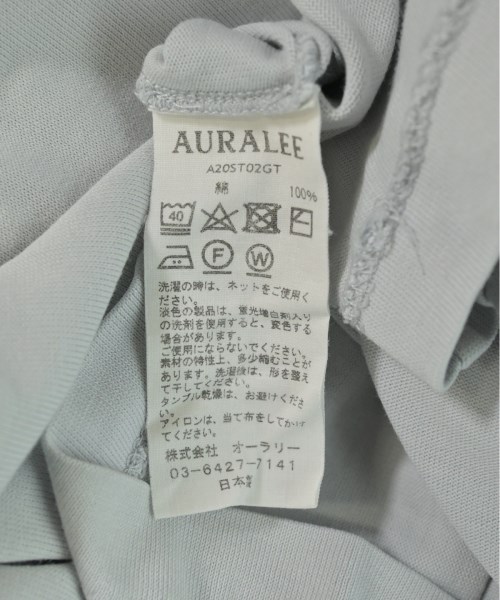 AURALEE
A20ST02GT
綿 100%
40
F W
洗濯の時は、ネットをご使用く
ださい。
淡色の製品は、蛍光増白剤入り
の洗剤を使用すると、変色する
場合があります。
ご使用にならないでください。
素材の特性上、多少縮むことが
あります。洗濯後は、形を整え
て干してください。
タンブル乾燥は、お避けくださ
い。
アイロンは、当て布をしてかけ
てください。
株式会社 オーラリー
03-6427-7141
日本製